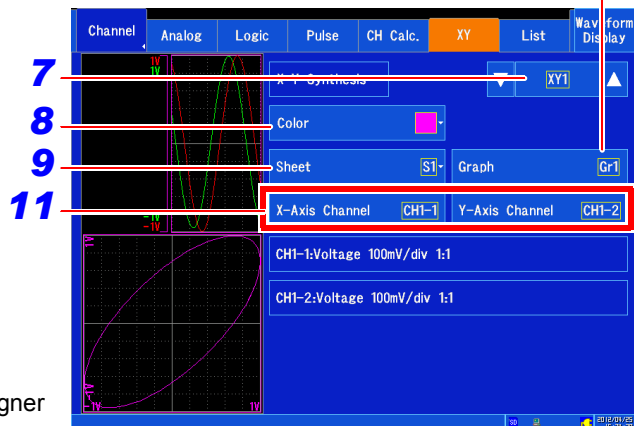 Channel Analog Logic Pulse CH Calc. XY List Waveform Display
1V
1V
7
X-Y Synthesis
XY1
8
Color
9
Sheet S1
Graph Gr1
11
X-Axis Channel CH1-1
Y-Axis Channel CH1-2
-1V
-1V
1V
CH1-1:Voltage 100mV/div 1:1
CH1-2:Voltage 100mV/div 1:1
-1V
1V
gner
SD